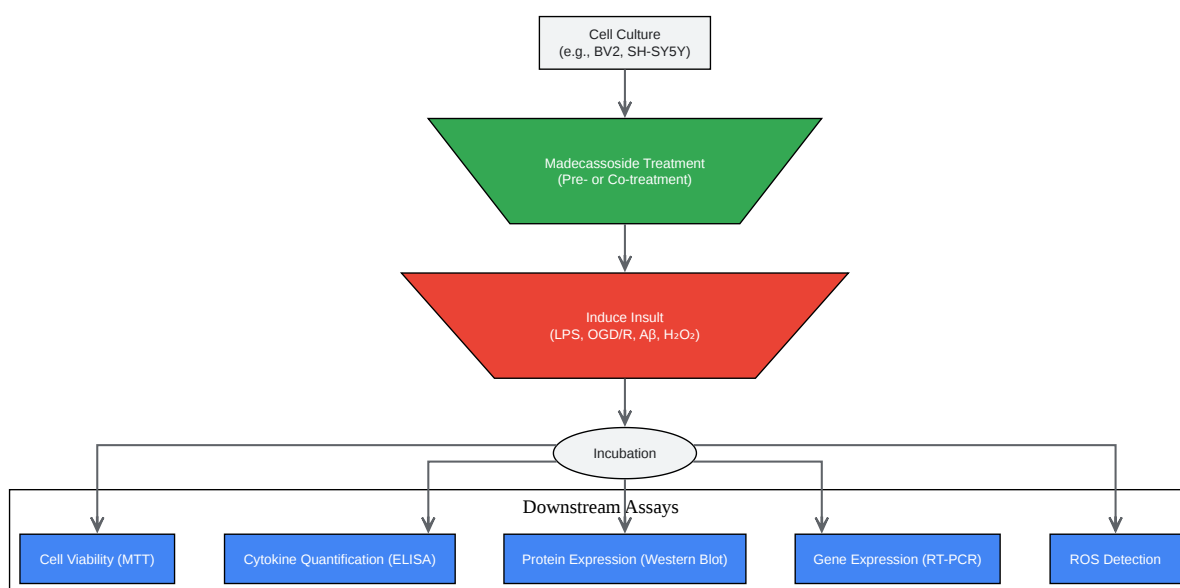 Cell Culture
(e.g., BV2, SH-SY5Y)
Madecassoside Treatment
(Pre- or Co-treatment)
Induce Insult
(LPS, OGD/R, Aβ, H₂O₂)
Incubation
Downstream Assays
Cell Viability (MTT)
Cytokine Quantification (ELISA)
Protein Expression (Western Blot)
Gene Expression (RT-PCR)
ROS Detection